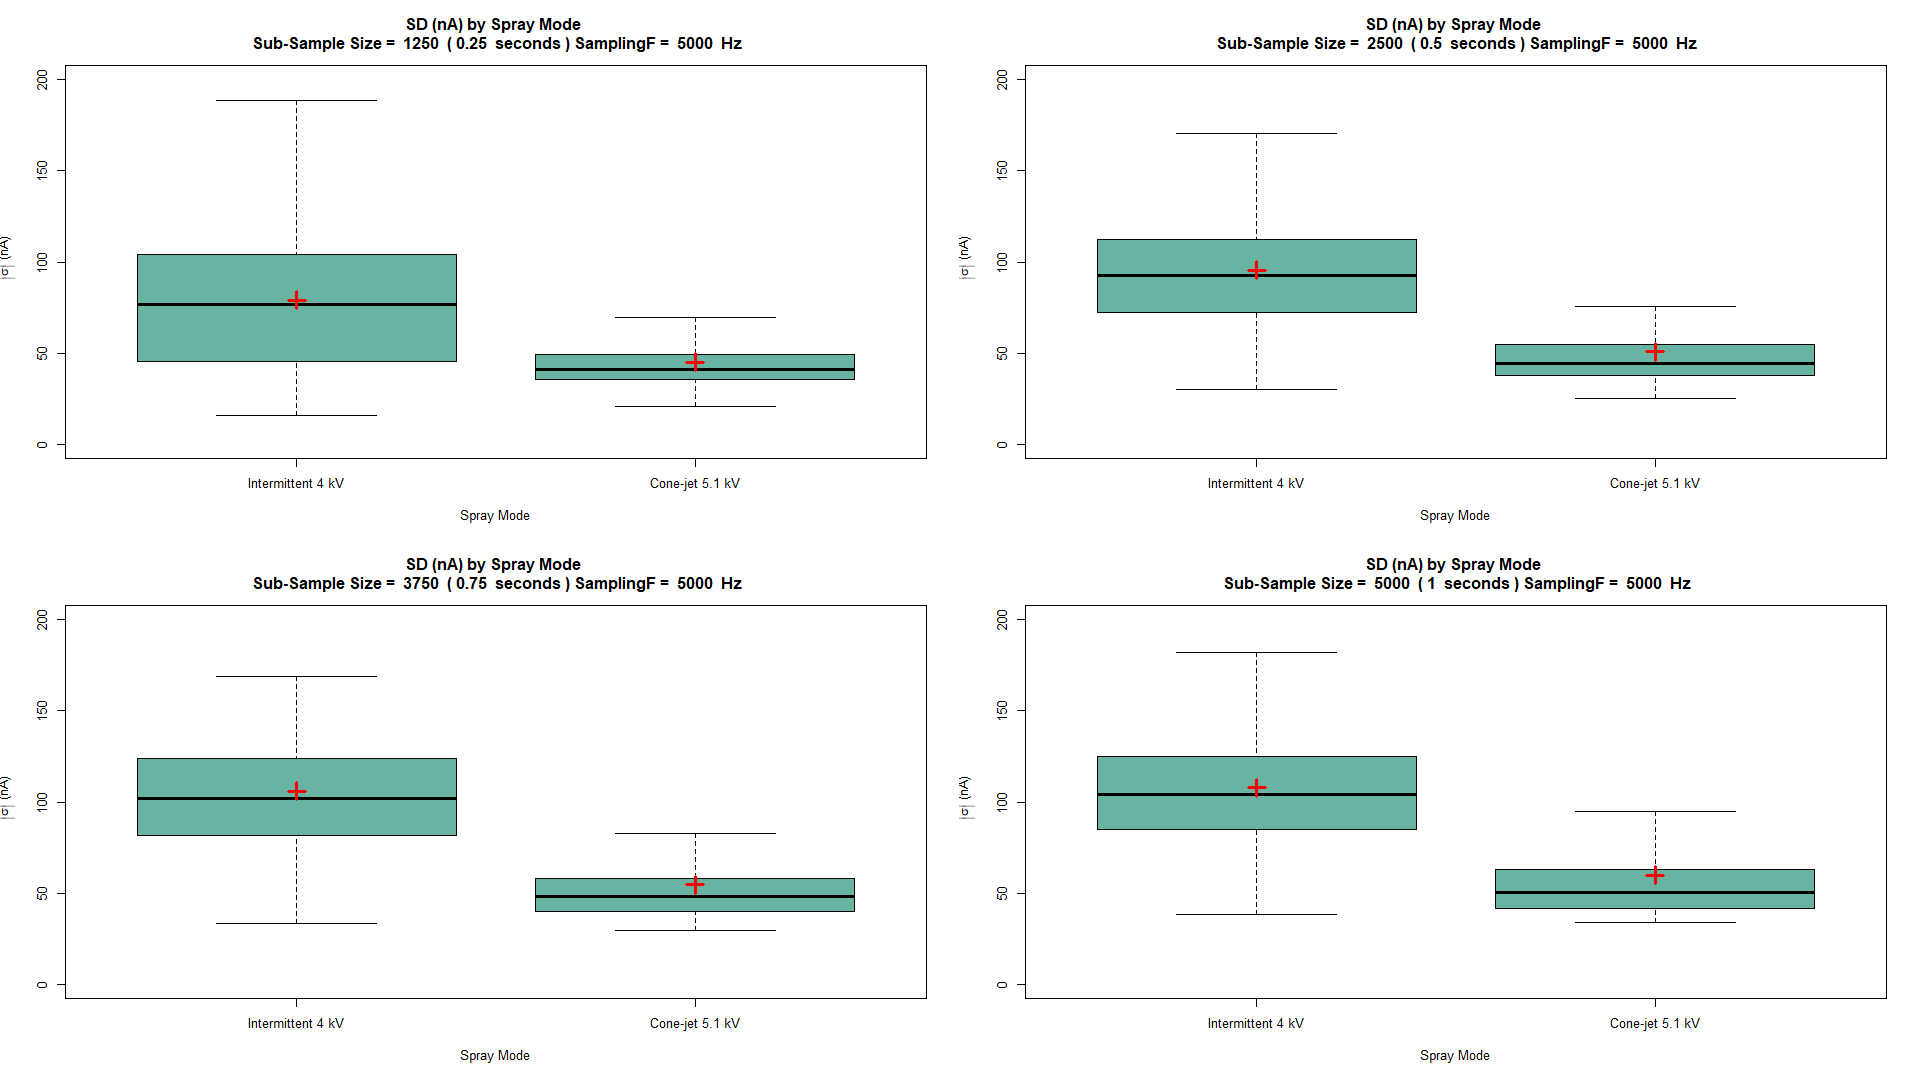 SD (nA) by Spray Mode
Sub-Sample Size = 1250 ( 0.25 seconds ) SamplingF = 5000 Hz
200
150
100
50
0
|σ| (nA)
Intermittent 4 kV
Cone-jet 5.1 kV
Spray Mode
SD (nA) by Spray Mode
Sub-Sample Size = 2500 ( 0.5 seconds ) SamplingF = 5000 Hz
200
150
100
50
0
|σ| (nA)
Intermittent 4 kV
Cone-jet 5.1 kV
Spray Mode
SD (nA) by Spray Mode
Sub-Sample Size = 3750 ( 0.75 seconds ) SamplingF = 5000 Hz
200
150
100
50
0
|σ| (nA)
Intermittent 4 kV
Cone-jet 5.1 kV
Spray Mode
SD (nA) by Spray Mode
Sub-Sample Size = 5000 ( 1 seconds ) SamplingF = 5000 Hz
200
150
100
50
0
|σ| (nA)
Intermittent 4 kV
Cone-jet 5.1 kV
Spray Mode